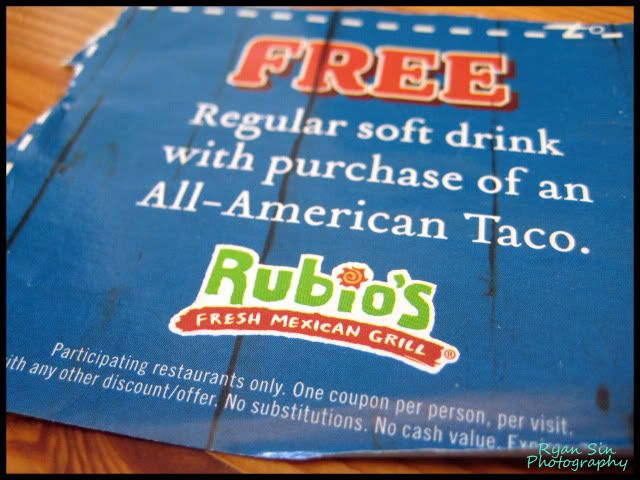 FREE
Regular soft drink
with purchase of an
All-American Taco.
Rubio's
FRESH MEXICAN GRILL
®
Participating restaurants only. One coupon per person, per visit.
any other discount/offer. No substitutions. No cash value.
Ryan Sin
Photography